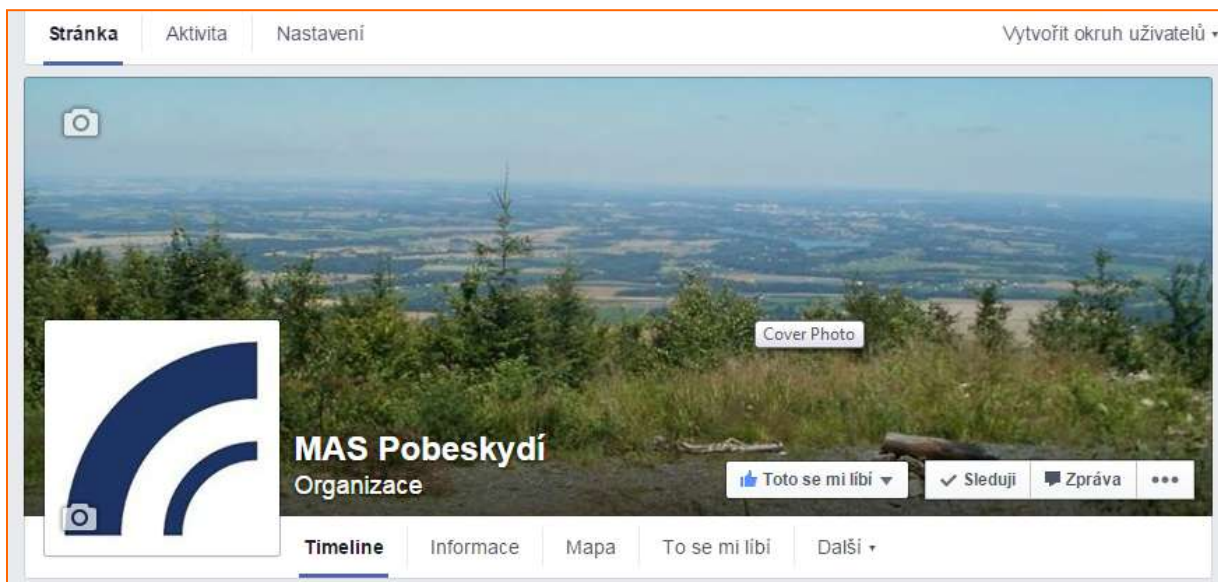 Stránka Aktivita Nastavení Vytvořit okruh uživatelů
Cover Photo
MAS Pobeskydí
Organizace
Toto se mi líbí Sleduji Zpráva
Timeline Informace Mapa To se mi líbí Další